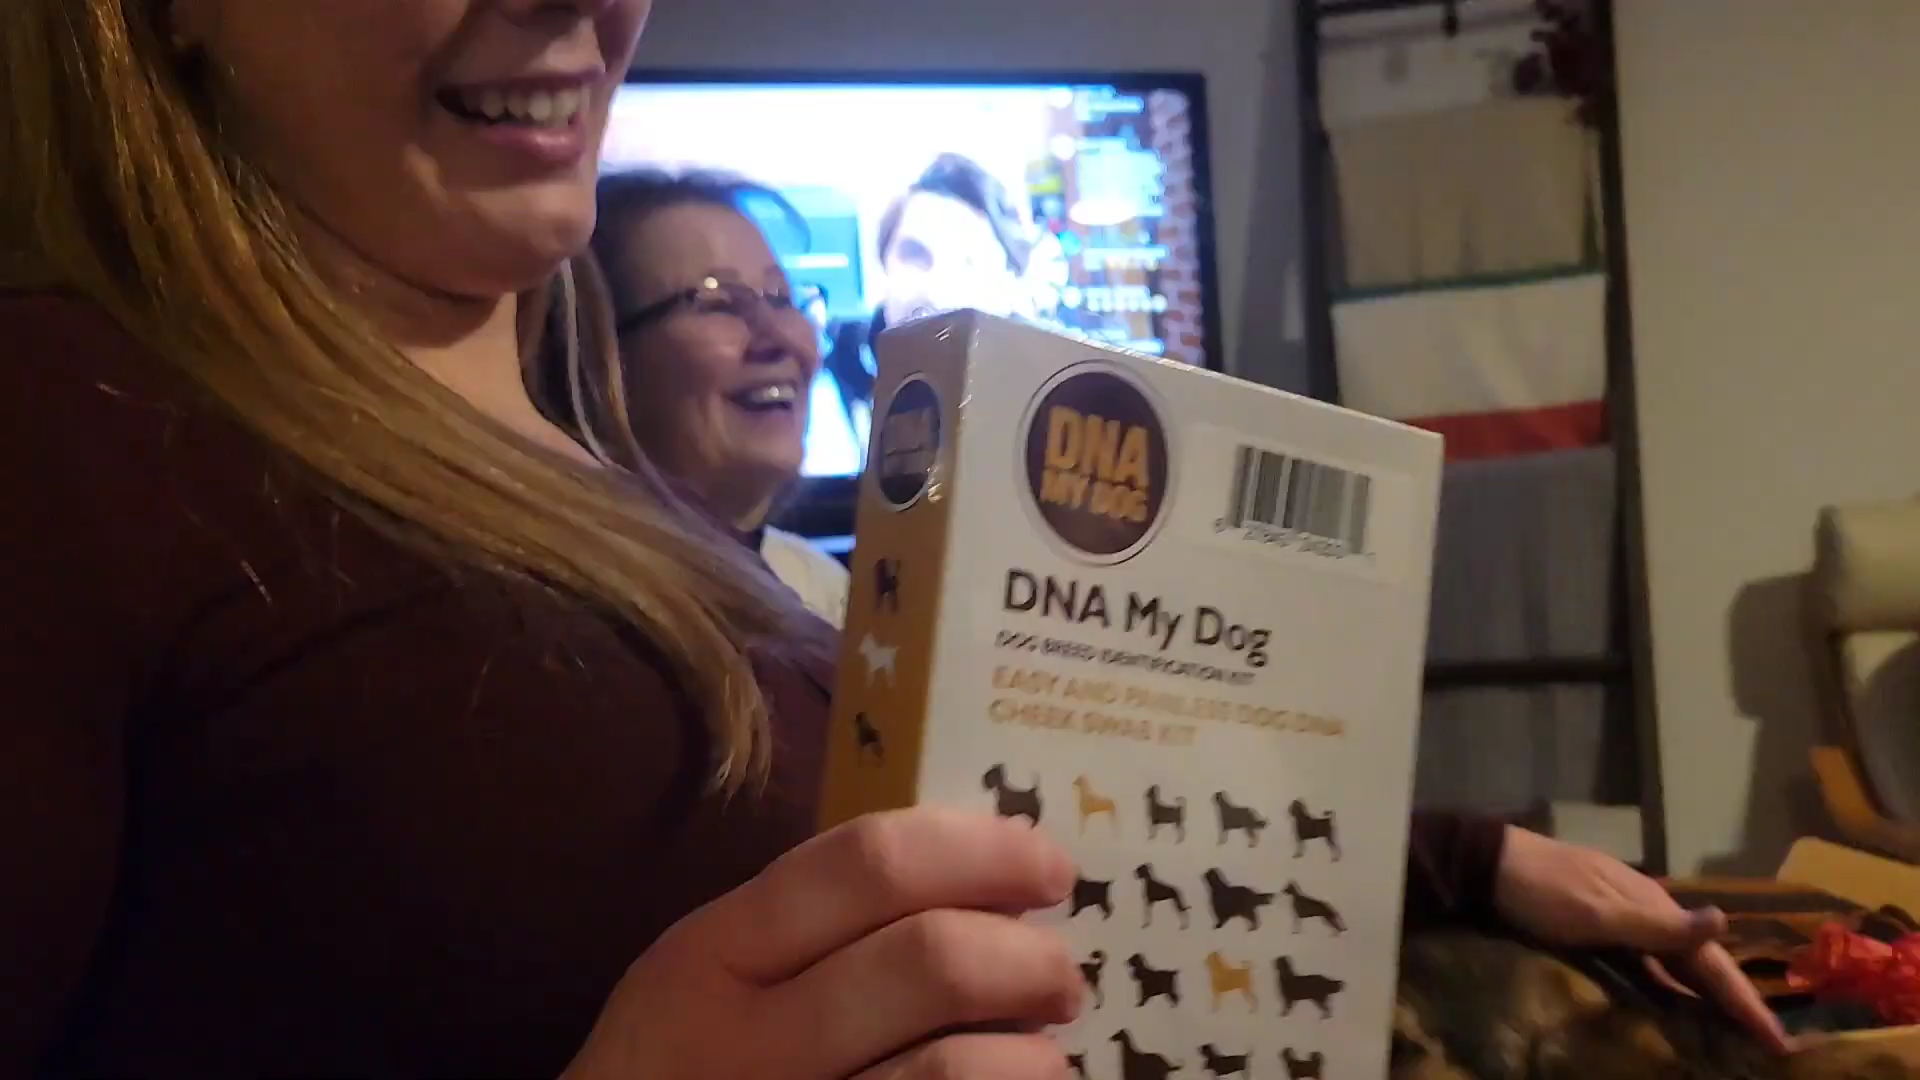 DNA
MY DOG
DNA My Dog
DOG BREED IDENTIFICATION KIT
EASY AND PAINLESS DOG DNA
CHEEK SWAB KIT